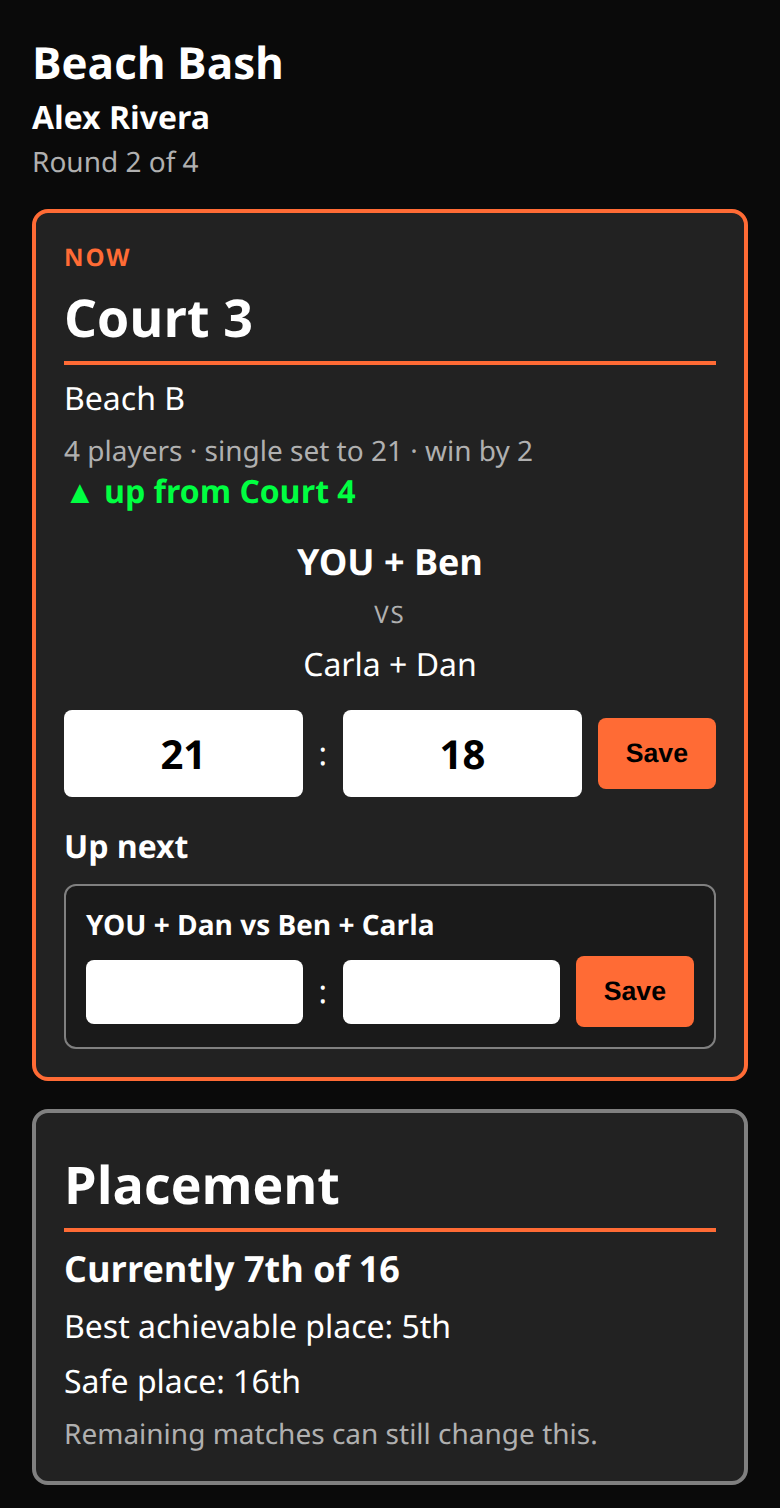 Beach Bash
Alex Rivera
Round 2 of 4
NOW
Court 3
Beach B
4 players · single set to 21 · win by 2
▲ up from Court 4
YOU + Ben
VS
Carla + Dan
21 : 18 Save
Up next
YOU + Dan vs Ben + Carla
: Save
Placement
Currently 7th of 16
Best achievable place: 5th
Safe place: 16th
Remaining matches can still change this.